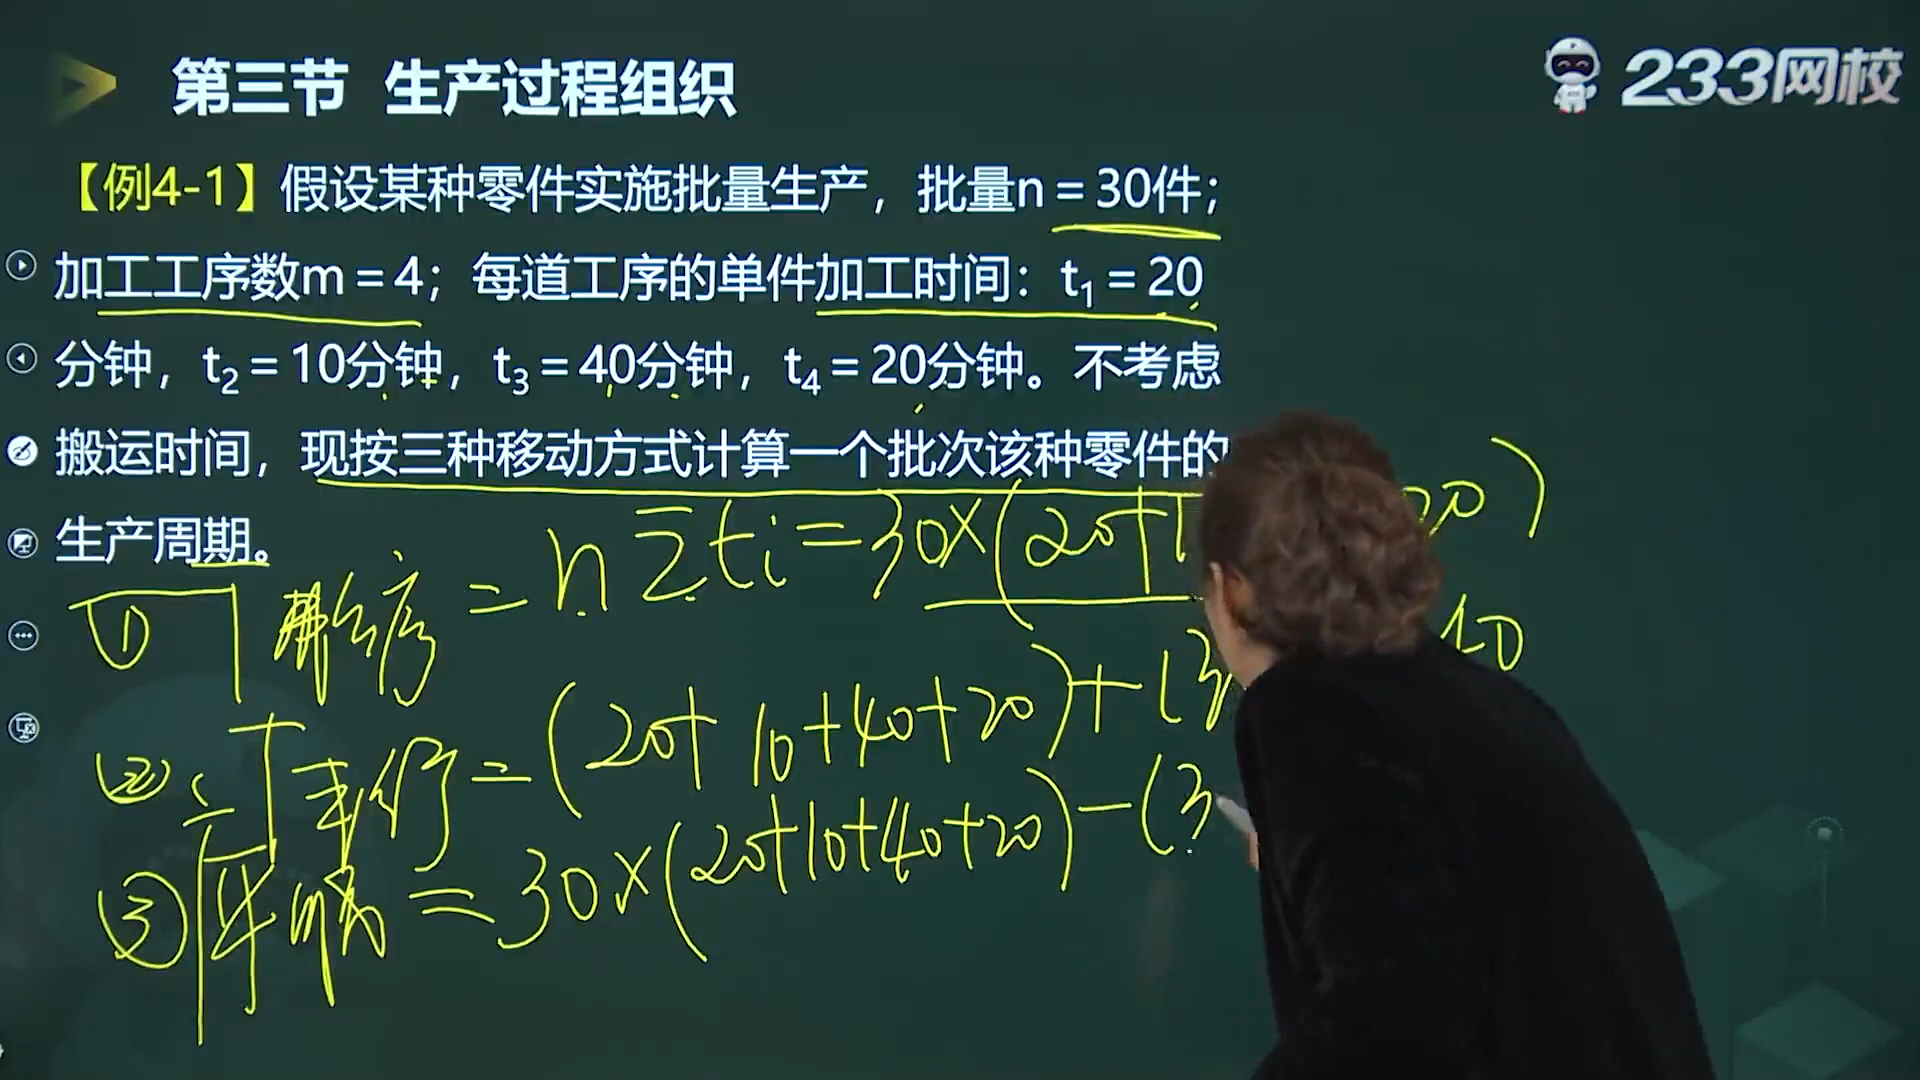 第三节 生产过程组织
233网校
【例4-1】假设某种零件实施批量生产，批量n=30件；
加工工序数m=4；每道工序的单件加工时间：t₁=20
分钟，t₂=10分钟，t₃=40分钟，t₄=20分钟。不考虑
搬运时间，现按三种移动方式计算一个批次该种零件的
生产周期。
① = nΣti = 30×(20+1 20)
② 平行 = (20+10+40+20)+(3 40
③ 平顺 = 30×(20+10+40+20)-(3